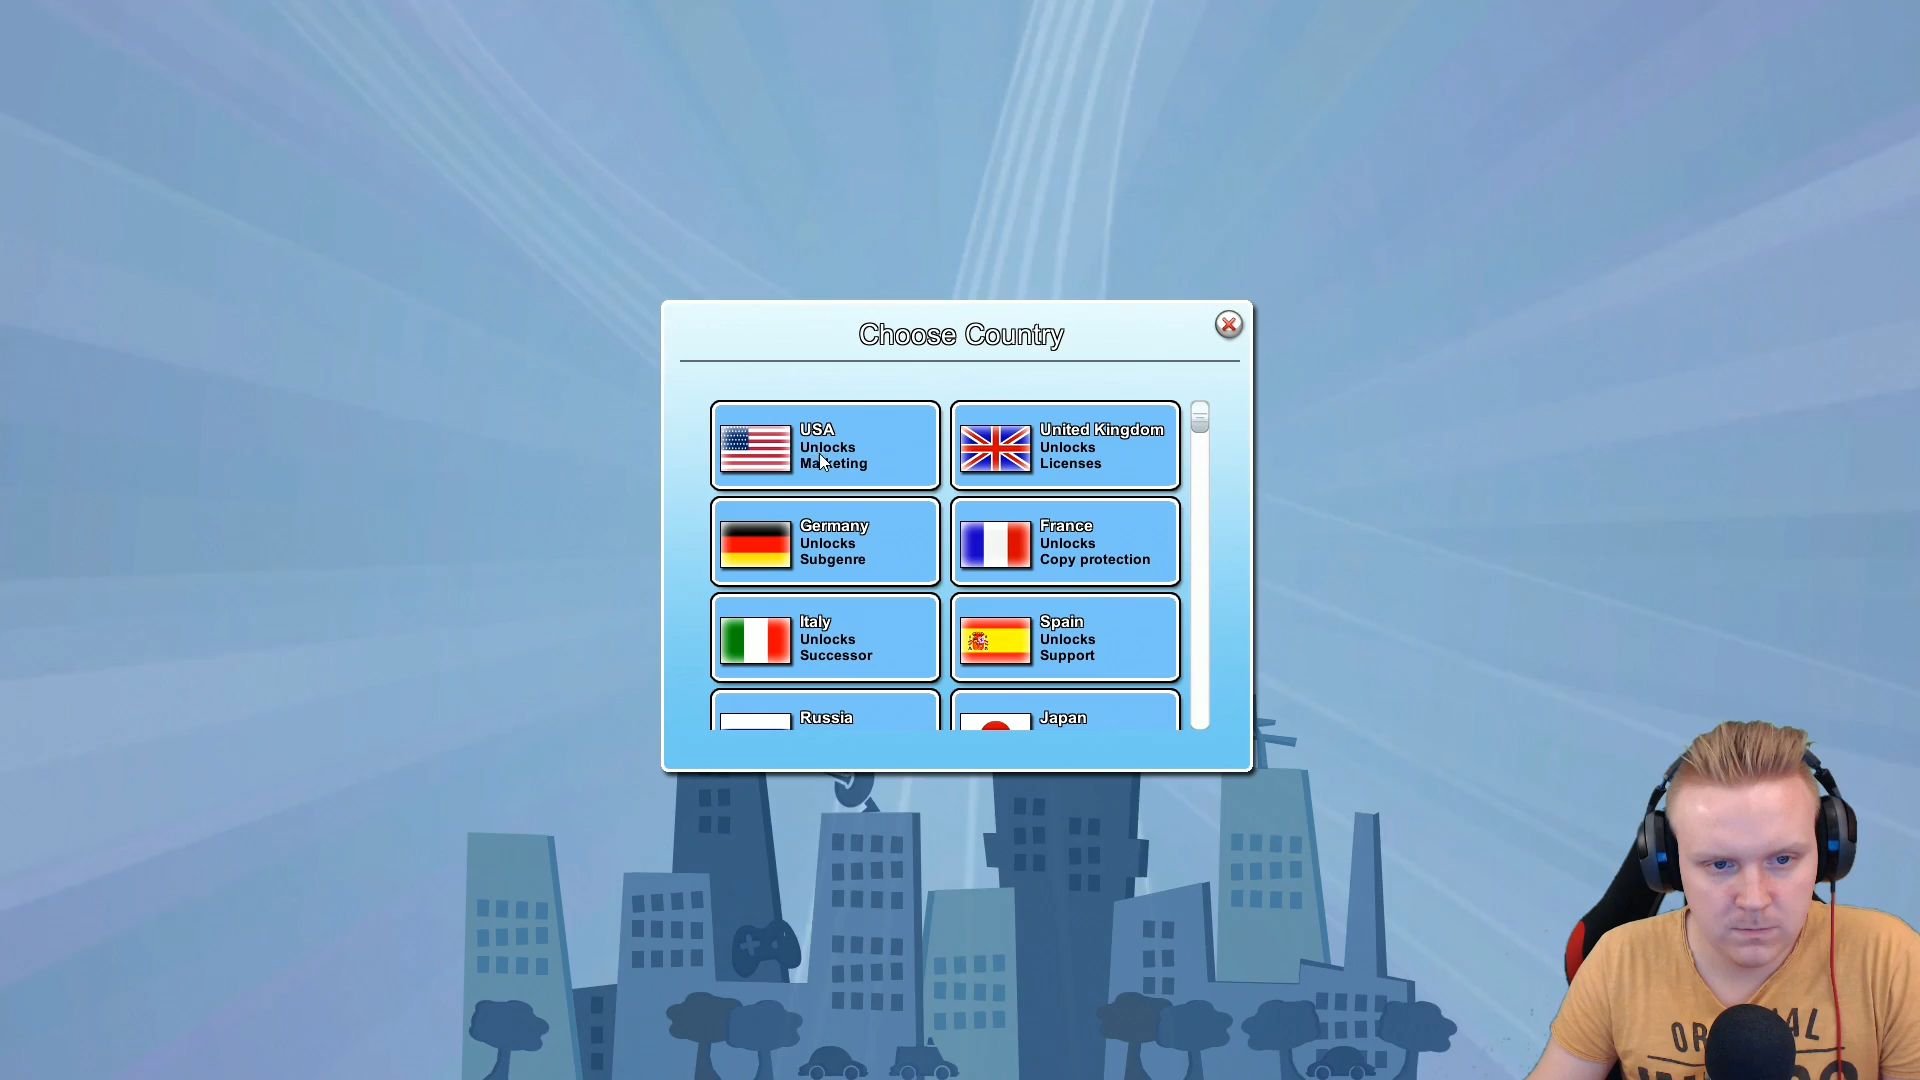 Choose Country
USA
Unlocks
Marketing
United Kingdom
Unlocks
Licenses
Germany
Unlocks
Subgenre
France
Unlocks
Copy protection
Italy
Unlocks
Successor
Spain
Unlocks
Support
Russia
Japan